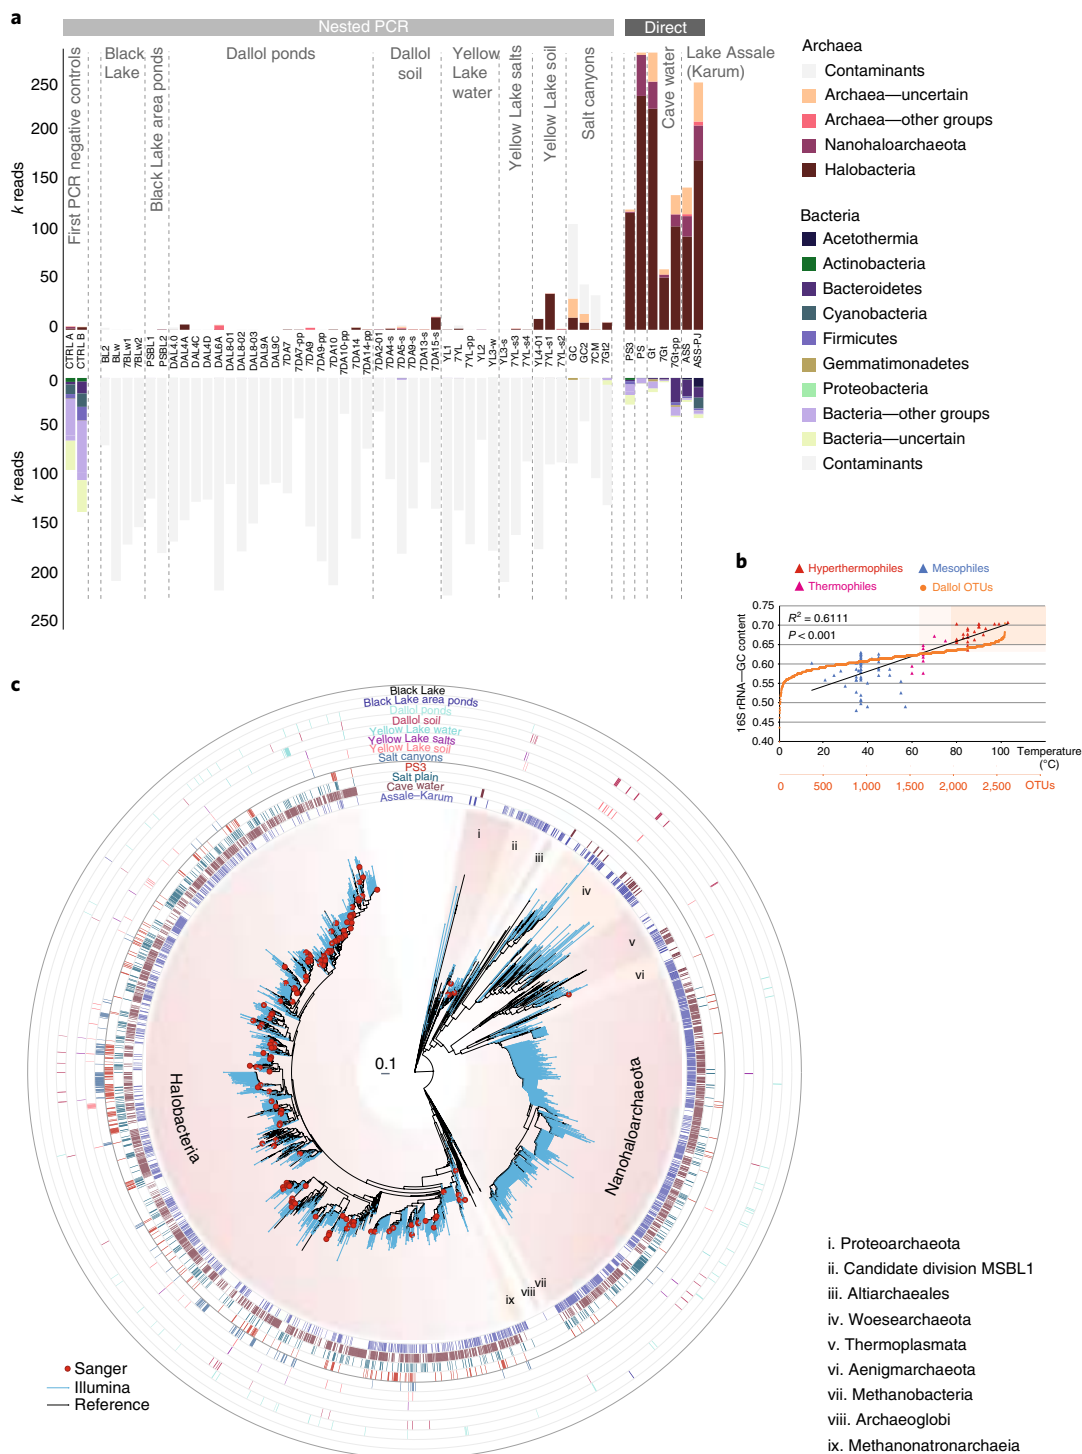 a
Nested PCR
Direct
First PCR negative controls
Black
Lake
Black Lake area ponds
Dallol ponds
Dallol
soil
Yellow
Lake
water
Yellow Lake salts
Yellow Lake soil
Salt canyons
Cave water
Lake Assale
(Karum)
k reads
250
200
150
100
50
0
CTRL A
CTRL B
BL2
BLw
7BLw1
7BLw2
PSBL1
PSBL2
DAL4.0
DAL4A
DAL4C
DAL4D
DAL6A
DAL8-01
DAL8-02
DAL8-03
DAL9A
DAL9C
7DA7
7DA7-pp
7DA9
7DA9-pp
7DA10
7DA10-pp
7DA14
7DA14-pp
7DA2-01
7DA4-s
7DA5-s
7DA9-s
7DA13-s
7DA15-s
YL1
7YL
7YL-pp
YL2
YL3-w
YL3-s
7YL-s3
7YL-s4
YL4-01
7YL-s1
7YL-s2
GC
GC2
7CM
7Gt2
PS3
PS
Gt
7Gt
7Gt-pp
ASS
ASS-PJ
k reads
0
50
100
150
200
250
Archaea
Contaminants
Archaea—uncertain
Archaea—other groups
Nanohaloarchaeota
Halobacteria
Bacteria
Acetothermia
Actinobacteria
Bacteroidetes
Cyanobacteria
Firmicutes
Gemmatimonadetes
Proteobacteria
Bacteria—other groups
Bacteria—uncertain
Contaminants
b
Hyperthermophiles
Mesophiles
Thermophiles
Dallol OTUs
16S rRNA—GC content
0.75
0.70
0.65
0.60
0.55
0.50
0.45
0.40
R² = 0.6111
P < 0.001
0
20
40
60
80
100
Temperature
(°C)
0
500
1,000
1,500
2,000
2,500
OTUs
c
Black Lake
Black Lake area ponds
Dallol ponds
Dallol soil
Yellow Lake water
Yellow Lake salts
Yellow Lake soil
Salt canyons
PS3
Salt plain
Cave water
Assale–Karum
i
ii
iii
iv
v
vi
0.1
Halobacteria
Nanohaloarchaeota
vii
viii
ix
Sanger
Illumina
Reference
i. Proteoarchaeota
ii. Candidate division MSBL1
iii. Altiarchaeales
iv. Woesearchaeota
v. Thermoplasmata
vi. Aenigmarchaeota
vii. Methanobacteria
viii. Archaeoglobi
ix. Methanonatronarchaeia